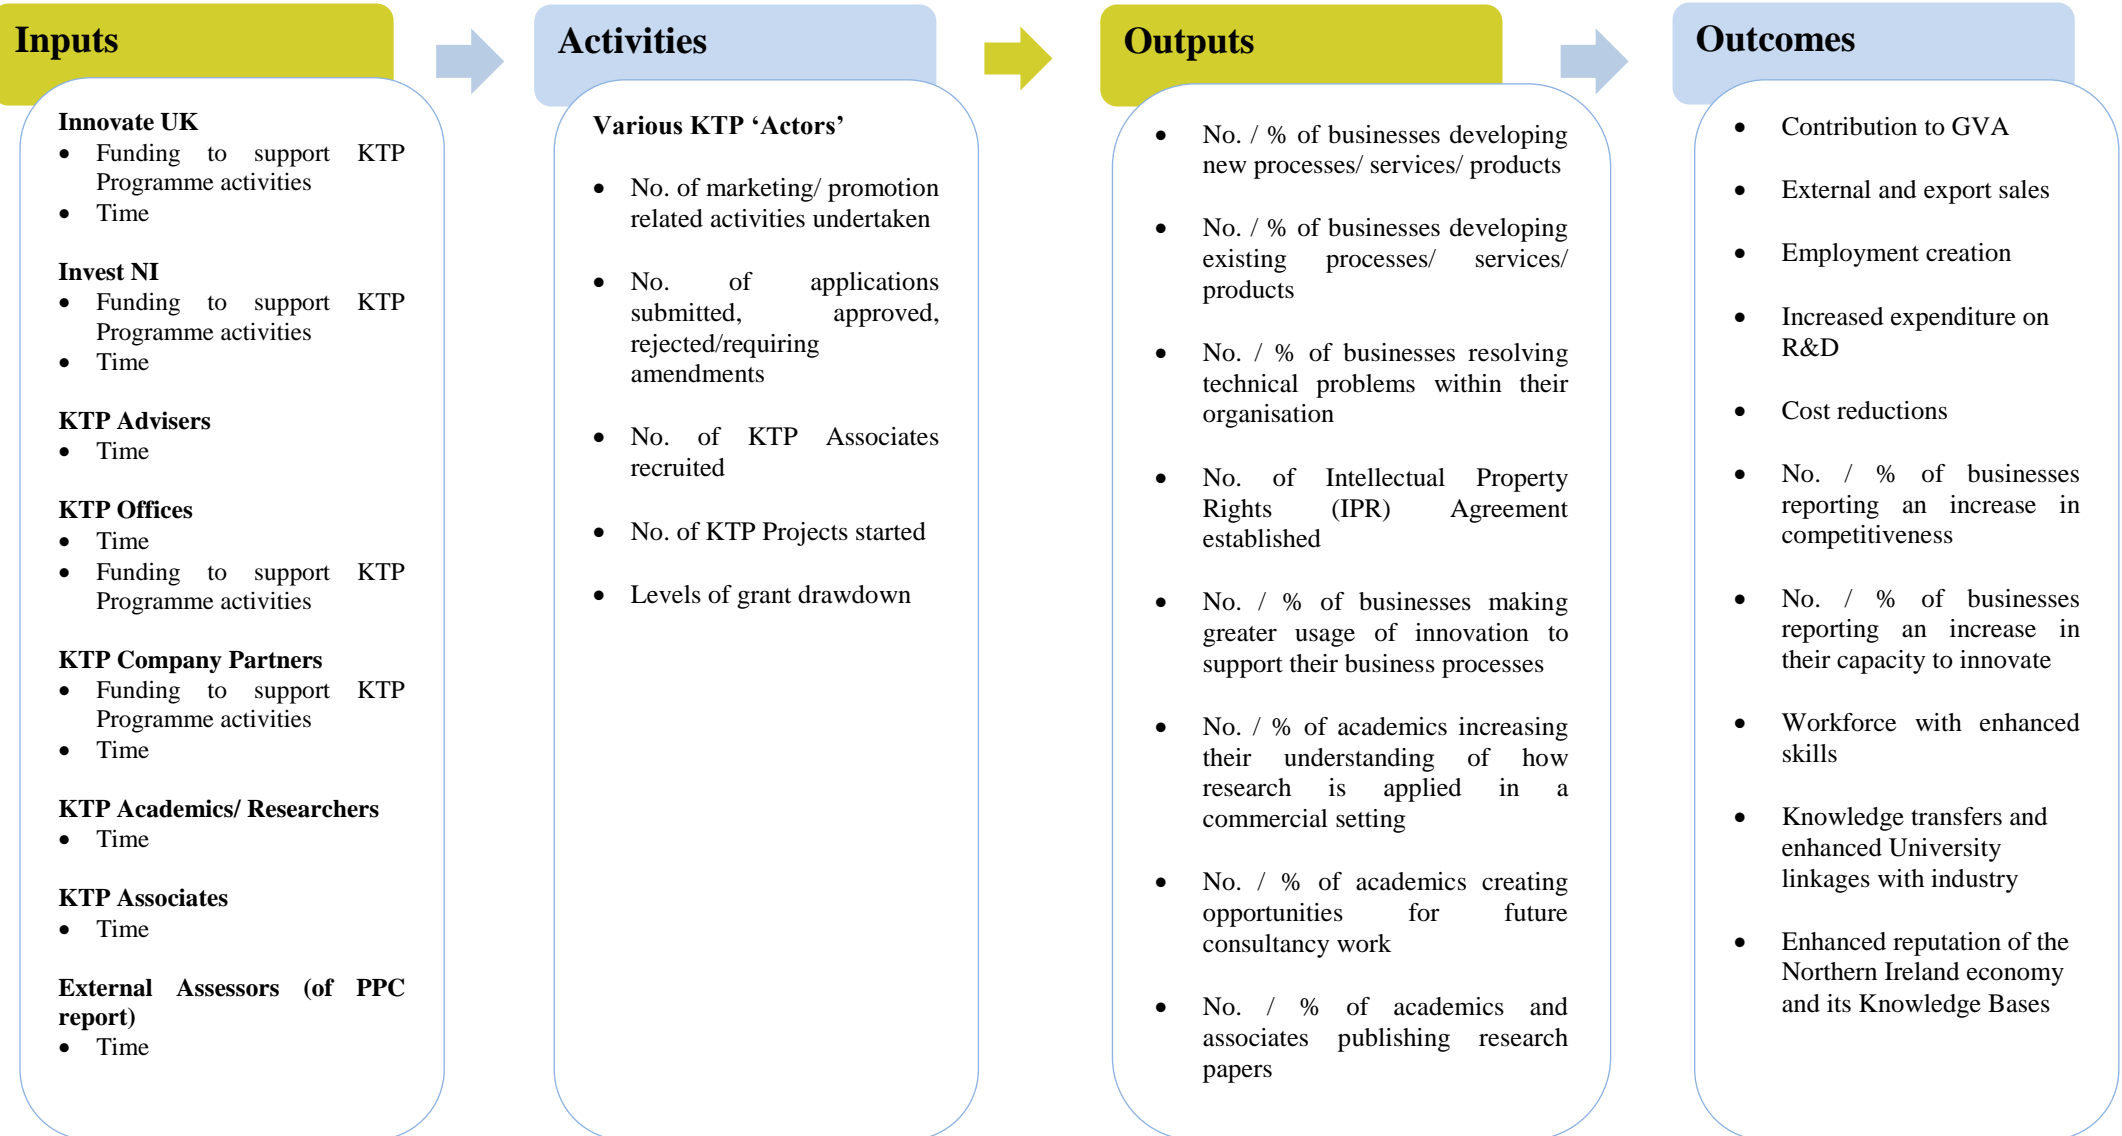 Inputs
Innovate UK
• Funding to support KTP
Programme activities
• Time
Invest NI
• Funding to support KTP
Programme activities
• Time
KTP Advisers
• Time
KTP Offices
• Time
• Funding to support KTP
Programme activities
KTP Company Partners
• Funding to support KTP
Programme activities
• Time
KTP Academics/ Researchers
• Time
KTP Associates
• Time
External Assessors (of PPC
report)
• Time
Activities
Various KTP ‘Actors’
• No. of marketing/ promotion
related activities undertaken
• No. of applications
submitted, approved,
rejected/requiring
amendments
• No. of KTP Associates
recruited
• No. of KTP Projects started
• Levels of grant drawdown
Outputs
• No. / % of businesses developing
new processes/ services/ products
• No. / % of businesses developing
existing processes/ services/
products
• No. / % of businesses resolving
technical problems within their
organisation
• No. of Intellectual Property
Rights (IPR) Agreement
established
• No. / % of businesses making
greater usage of innovation to
support their business processes
• No. / % of academics increasing
their understanding of how
research is applied in a
commercial setting
• No. / % of academics creating
opportunities for future
consultancy work
• No. / % of academics and
associates publishing research
papers
Outcomes
• Contribution to GVA
• External and export sales
• Employment creation
• Increased expenditure on
R&D
• Cost reductions
• No. / % of businesses
reporting an increase in
competitiveness
• No. / % of businesses
reporting an increase in
their capacity to innovate
• Workforce with enhanced
skills
• Knowledge transfers and
enhanced University
linkages with industry
• Enhanced reputation of the
Northern Ireland economy
and its Knowledge Bases